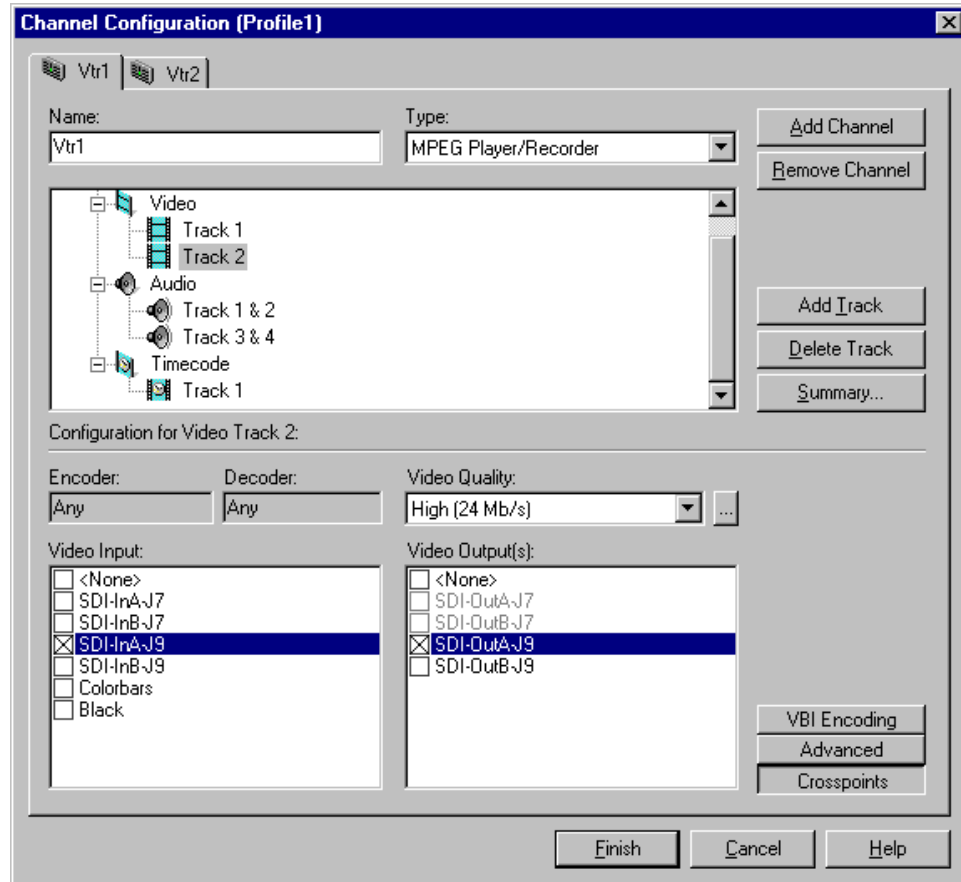 Channel Configuration (Profile1)
Vtr1 Vtr2
Name: Type:
Vtr1 MPEG Player/Recorder
Add Channel
Remove Channel
Video
Track 1
Track 2
Audio
Track 1 & 2
Track 3 & 4
Timecode
Track 1
Add Track
Delete Track
Summary...
Configuration for Video Track 2:
Encoder: Decoder: Video Quality:
Any Any High (24 Mb/s) ...
Video Input:
<None>
SDI-InA-J7
SDI-InB-J7
SDI-InA-J9
SDI-InB-J9
Colorbars
Black
Video Output(s):
<None>
SDI-OutA-J7
SDI-OutB-J7
SDI-OutA-J9
SDI-OutB-J9
VBI Encoding
Advanced
Crosspoints
Finish Cancel Help